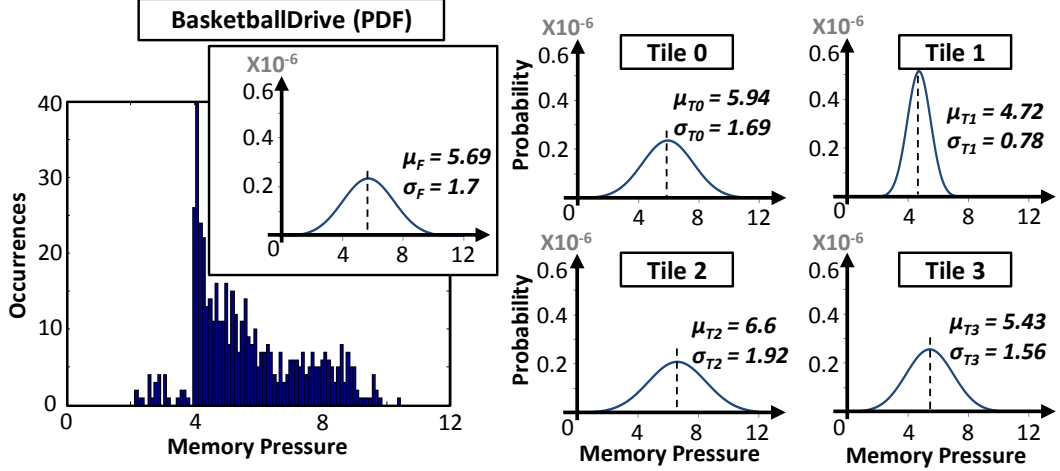 BasketballDrive (PDF)
Occurrences
40
30
20
10
0
0
4
8
12
Memory Pressure
X10-6
0.6
0.4
0.2
0
4
8
12
μF = 5.69
σF = 1.7
Tile 0
Probability
X10-6
0.6
0.4
0.2
0
4
8
12
μT0 = 5.94
σT0 = 1.69
Tile 1
X10-6
0.6
0.4
0.2
0
4
8
12
μT1 = 4.72
σT1 = 0.78
Tile 2
Probability
X10-6
0.6
0.4
0.2
0
4
8
12
Memory Pressure
μT2 = 6.6
σT2 = 1.92
Tile 3
X10-6
0.6
0.4
0.2
0
4
8
12
Memory Pressure
μT3 = 5.43
σT3 = 1.56